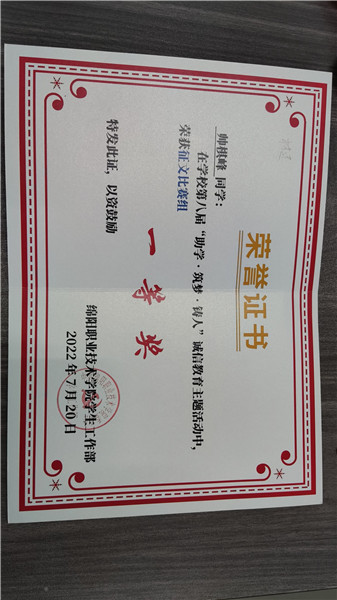 荣誉证书
帅棋峰 同学：
在学校第八届“助学·筑梦·铸人”诚信教育主题活动中，
荣获征文比赛组
一等奖
特发此证，以资鼓励
绵阳职业技术学院学生工作部
2022年7月20日